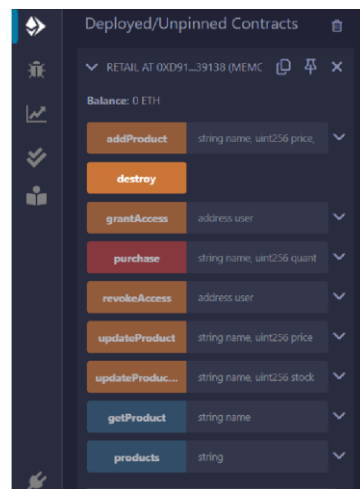 Deployed/Unpinned Contracts
RETAIL AT 0XD91...39138 (MEMC
Balance: 0 ETH
addProduct string name, uint256 price,
destroy
grantAccess address user
purchase string name, uint256 quant
revokeAccess address user
updateProduct string name, uint256 price
updateProduc... string name, uint256 stock
getProduct string name
products string